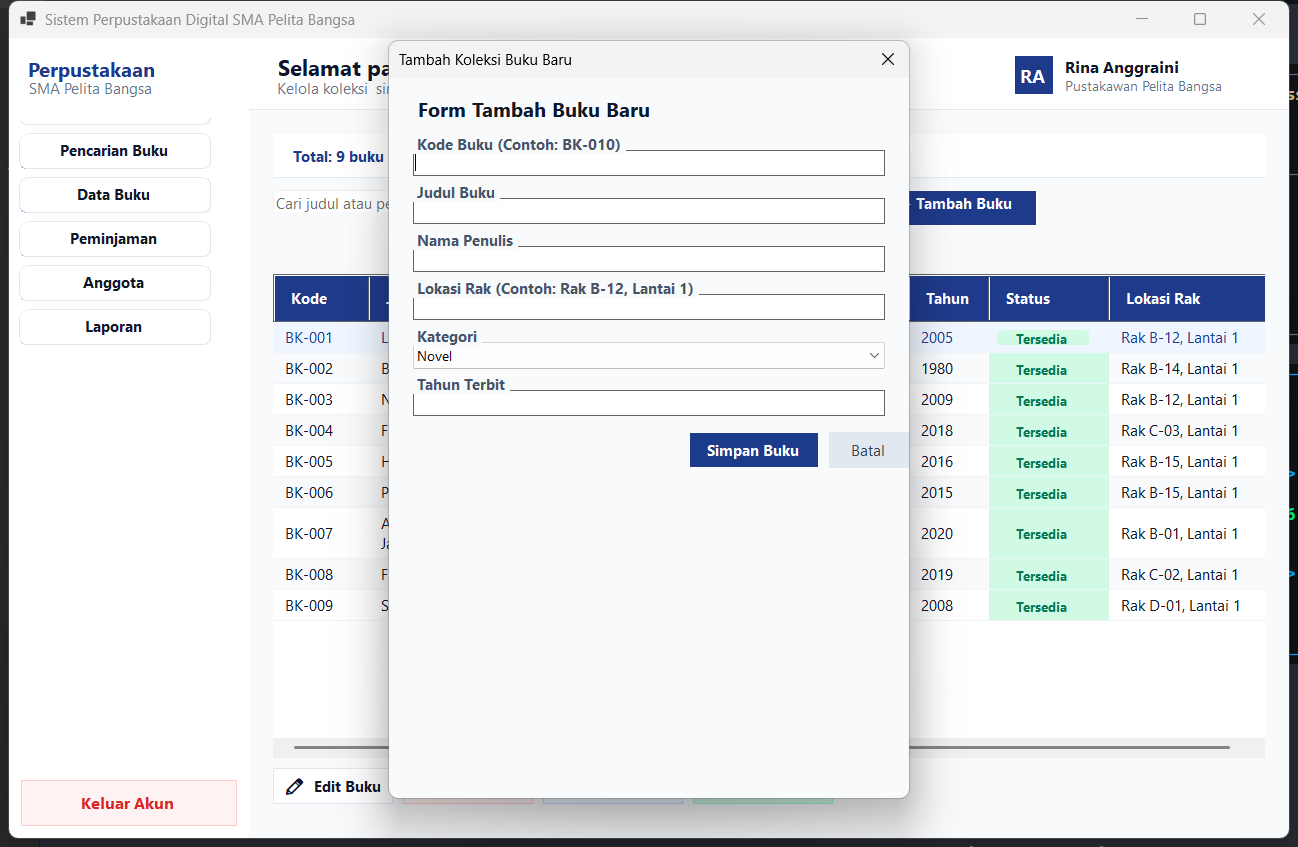 Sistem Perpustakaan Digital SMA Pelita Bangsa
Perpustakaan
SMA Pelita Bangsa
Pencarian Buku
Data Buku
Peminjaman
Anggota
Laporan
Keluar Akun
Selamat
Kelola koleksi
RA
Rina Anggraini
Pustakawan Pelita Bangsa
Total: 9 buku
Cari judul atau
Tambah Buku
Kode Tahun Status Lokasi Rak
BK-001 2005 Tersedia Rak B-12, Lantai 1
BK-002 1980 Tersedia Rak B-14, Lantai 1
BK-003 2009 Tersedia Rak B-12, Lantai 1
BK-004 2018 Tersedia Rak C-03, Lantai 1
BK-005 2016 Tersedia Rak B-15, Lantai 1
BK-006 2015 Tersedia Rak B-15, Lantai 1
BK-007 2020 Tersedia Rak B-01, Lantai 1
BK-008 2019 Tersedia Rak C-02, Lantai 1
BK-009 2008 Tersedia Rak D-01, Lantai 1
Edit Buku
Tambah Koleksi Buku Baru
Form Tambah Buku Baru
Kode Buku (Contoh: BK-010)
Judul Buku
Nama Penulis
Lokasi Rak (Contoh: Rak B-12, Lantai 1)
Kategori
Novel
Tahun Terbit
Simpan Buku
Batal